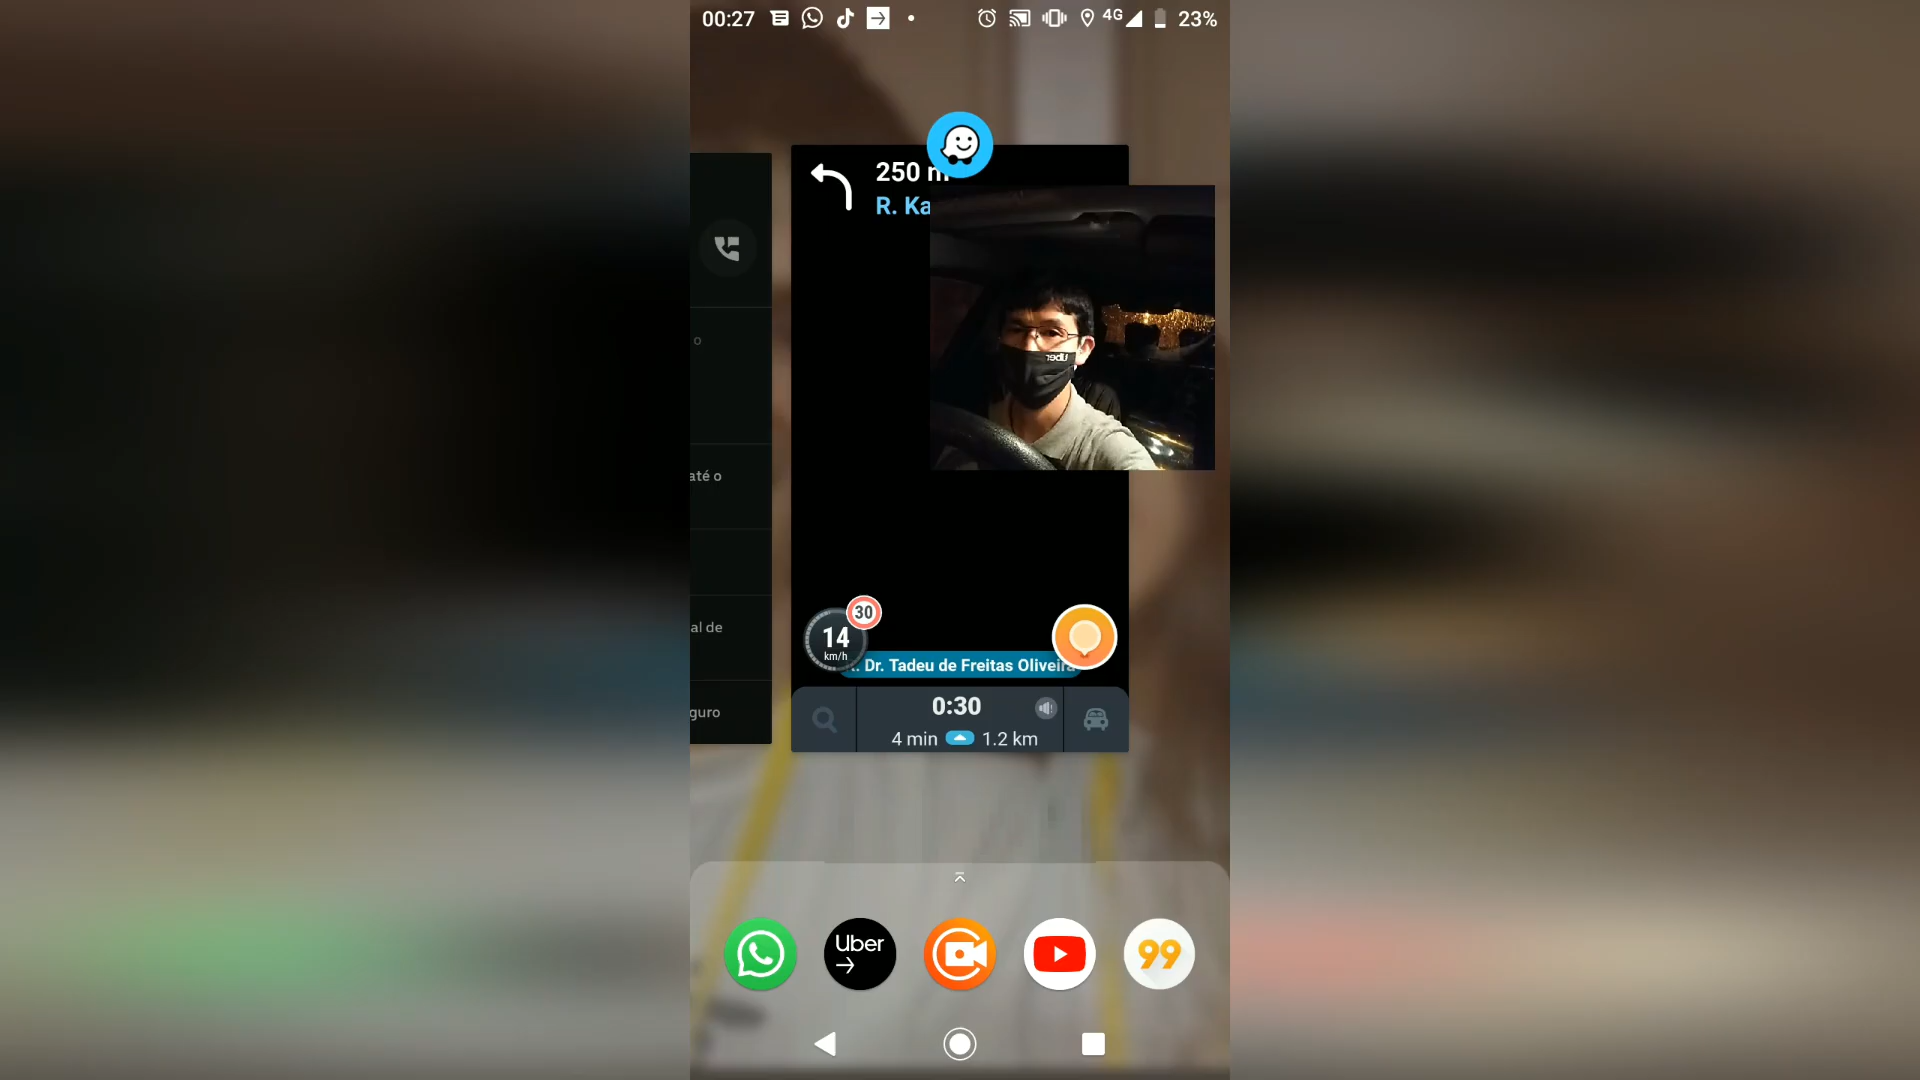 00:27
4G
23%
250 m
R. Ka
o
até o
al de
guro
Uber
30
14
km/h
. Dr. Tadeu de Freitas Oliveira
0:30
4 min
1.2 km
Uber
99